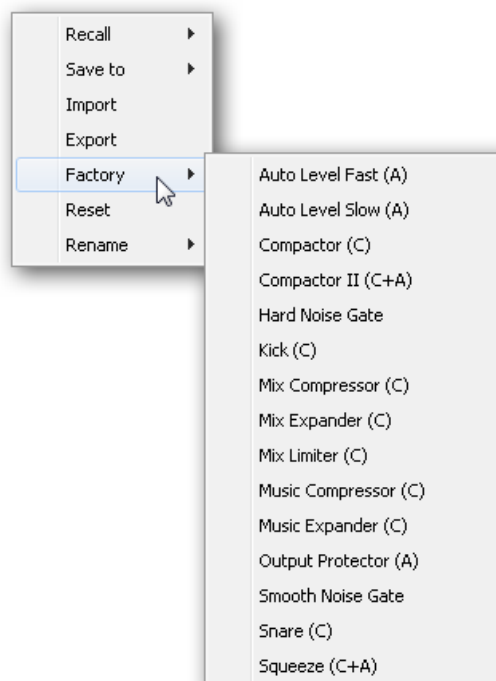 Recall
Save to
Import
Export
Factory
Reset
Rename
Auto Level Fast (A)
Auto Level Slow (A)
Compactor (C)
Compactor II (C+A)
Hard Noise Gate
Kick (C)
Mix Compressor (C)
Mix Expander (C)
Mix Limiter (C)
Music Compressor (C)
Music Expander (C)
Output Protector (A)
Smooth Noise Gate
Snare (C)
Squeeze (C+A)